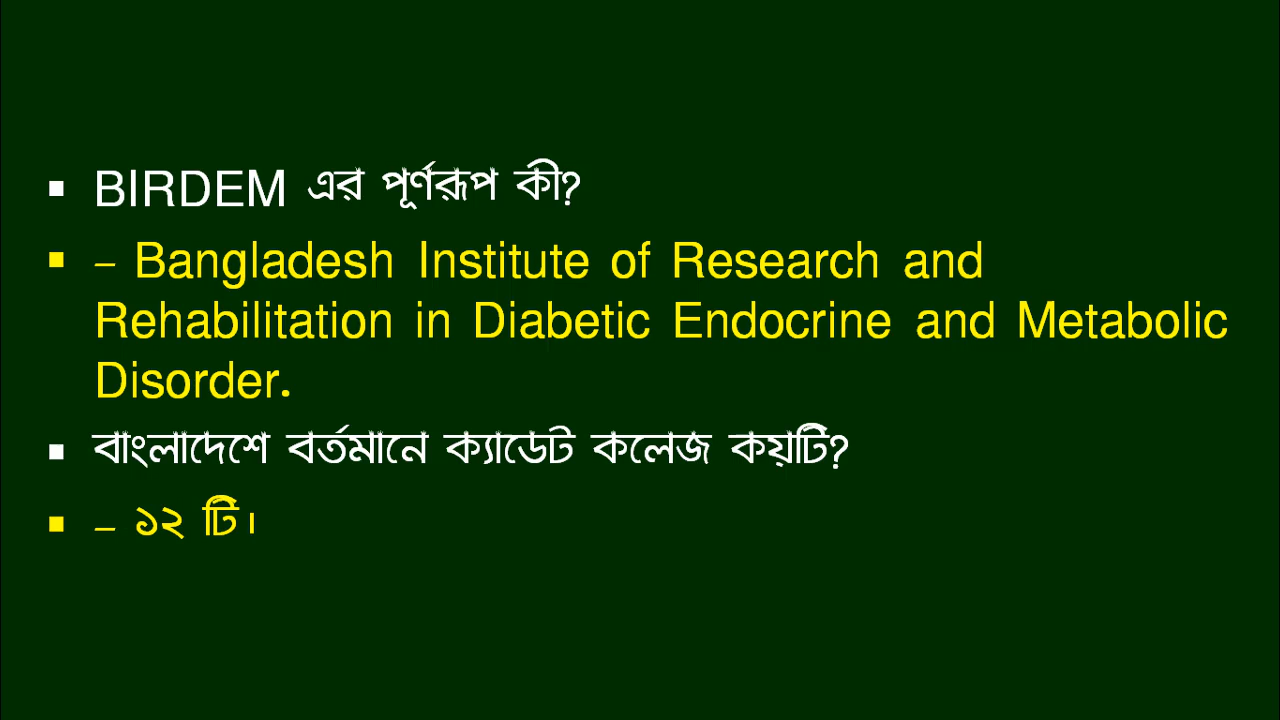 ▪ BIRDEM এর পূর্ণরূপ কী?
▪ – Bangladesh Institute of Research and
Rehabilitation in Diabetic Endocrine and Metabolic
Disorder.
▪ বাংলাদেশে বর্তমানে ক্যাডেট কলেজ কয়টি?
▪ – ১২ টি।